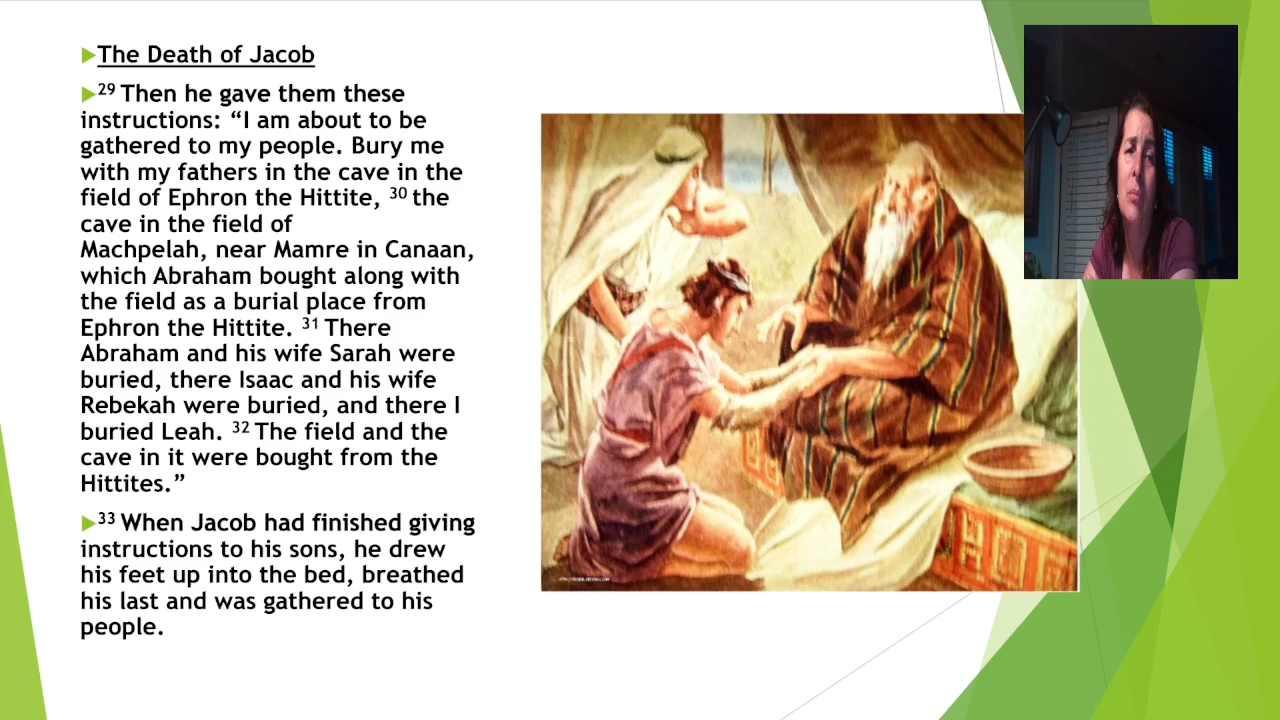 The Death of Jacob
29 Then he gave them these
instructions: “I am about to be
gathered to my people. Bury me
with my fathers in the cave in the
field of Ephron the Hittite, 30 the
cave in the field of
Machpelah, near Mamre in Canaan,
which Abraham bought along with
the field as a burial place from
Ephron the Hittite. 31 There
Abraham and his wife Sarah were
buried, there Isaac and his wife
Rebekah were buried, and there I
buried Leah. 32 The field and the
cave in it were bought from the
Hittites.”
33 When Jacob had finished giving
instructions to his sons, he drew
his feet up into the bed, breathed
his last and was gathered to his
people.